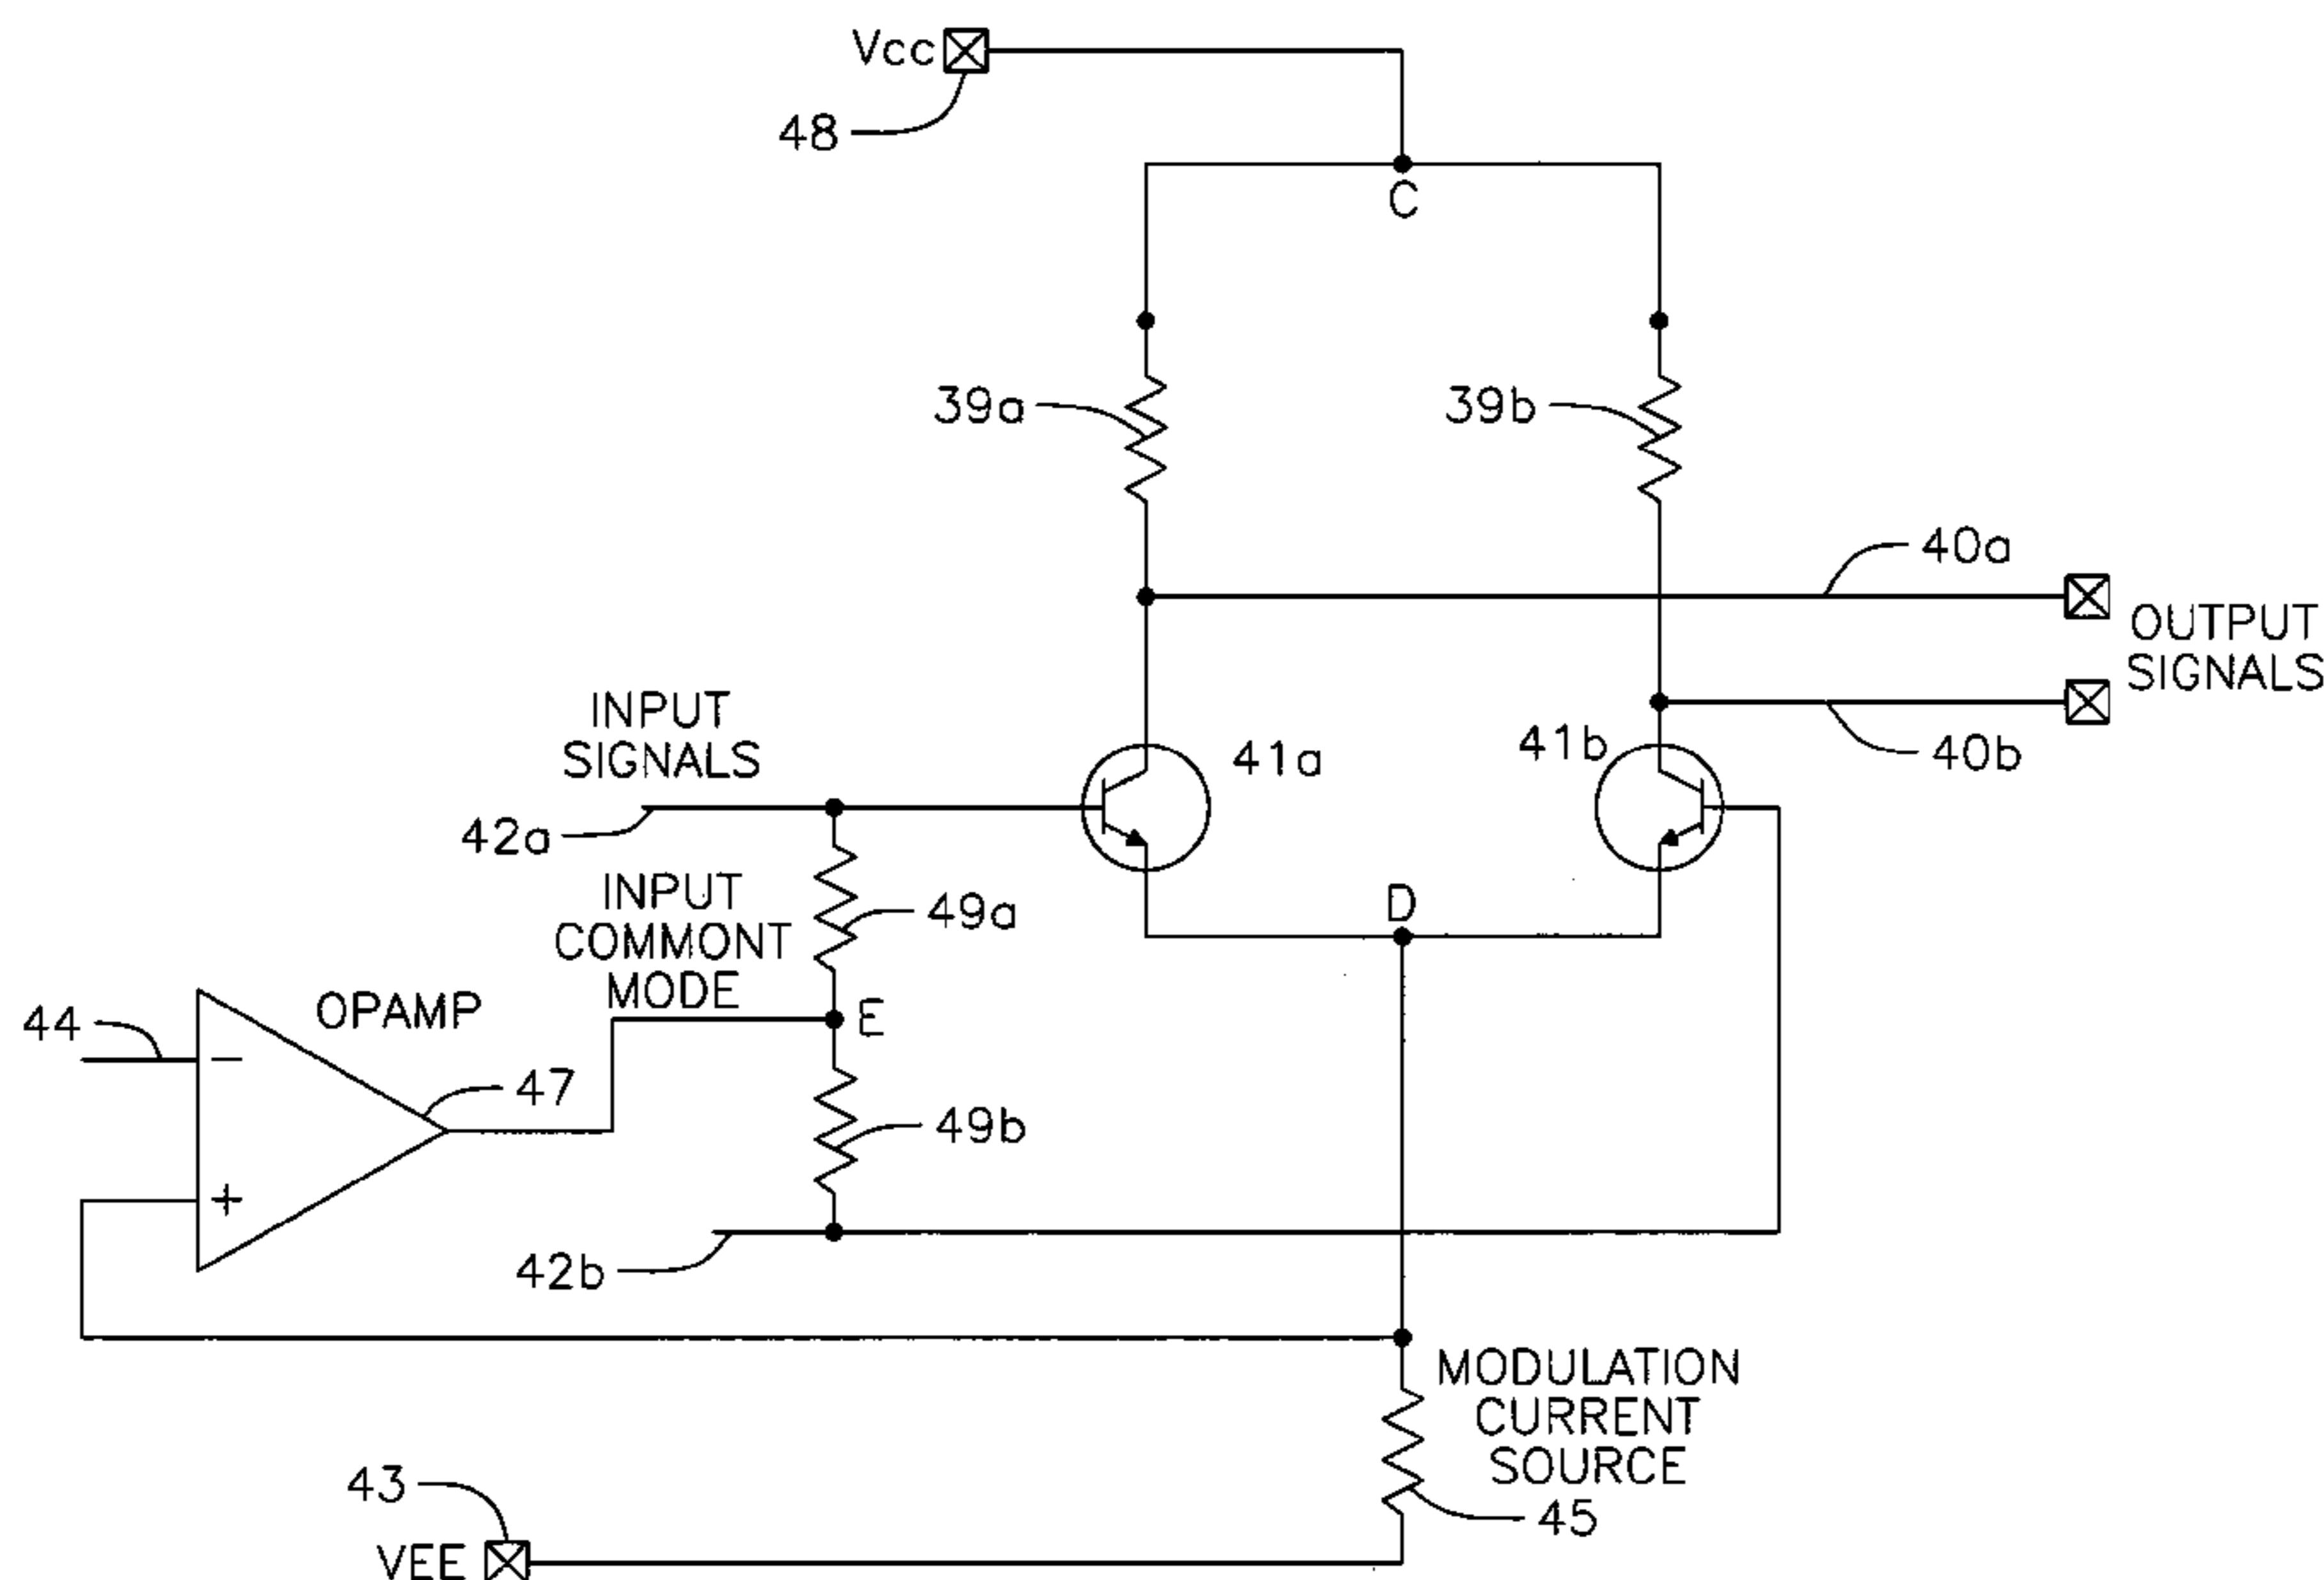 Vcc
48
C
39a
39b
40a
OUTPUT
SIGNALS
40b
INPUT
SIGNALS
41a
41b
42a
INPUT
COMMONT
MODE
49a
D
44
OPAMP
E
−
47
49b
+
42b
MODULATION
CURRENT
SOURCE
43
45
VEE